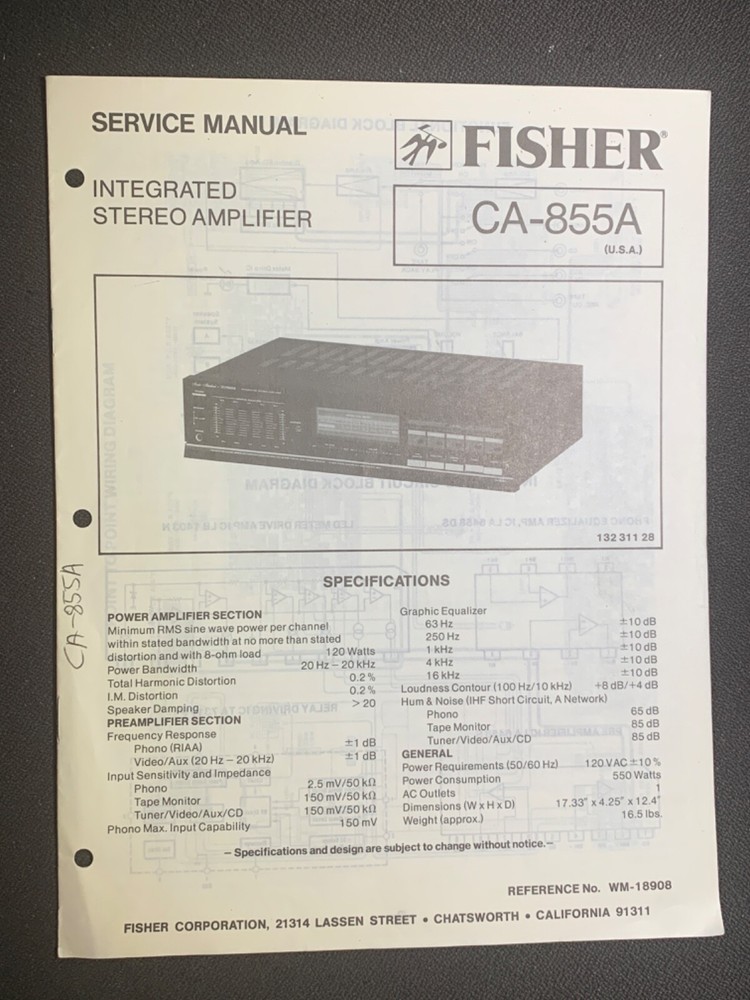 SERVICE MANUAL
FISHER®
INTEGRATED
STEREO AMPLIFIER
CA-855A
(U.S.A.)
132 311 28
CA-855A
SPECIFICATIONS
POWER AMPLIFIER SECTION
Minimum RMS sine wave power per channel
within stated bandwidth at no more than stated
distortion and with 8-ohm load 120 Watts
Power Bandwidth 20 Hz – 20 kHz
Total Harmonic Distortion 0.2 %
I.M. Distortion 0.2 %
Speaker Damping > 20
PREAMPLIFIER SECTION
Frequency Response
Phono (RIAA) ±1 dB
Video/Aux (20 Hz – 20 kHz) ±1 dB
Input Sensitivity and Impedance
Phono 2.5 mV/50 kΩ
Tape Monitor 150 mV/50 kΩ
Tuner/Video/Aux/CD 150 mV/50 kΩ
Phono Max. Input Capability 150 mV
Graphic Equalizer
63 Hz ±10 dB
250 Hz ±10 dB
1 kHz ±10 dB
4 kHz ±10 dB
16 kHz ±10 dB
Loudness Contour (100 Hz/10 kHz) +8 dB/+4 dB
Hum & Noise (IHF Short Circuit, A Network)
Phono 65 dB
Tape Monitor 85 dB
Tuner/Video/Aux/CD 85 dB
GENERAL
Power Requirements (50/60 Hz) 120 VAC ±10 %
Power Consumption 550 Watts
AC Outlets 1
Dimensions (W x H x D) 17.33" x 4.25" x 12.4"
Weight (approx.) 16.5 lbs.
– Specifications and design are subject to change without notice. –
REFERENCE No. WM-18908
FISHER CORPORATION, 21314 LASSEN STREET • CHATSWORTH • CALIFORNIA 91311